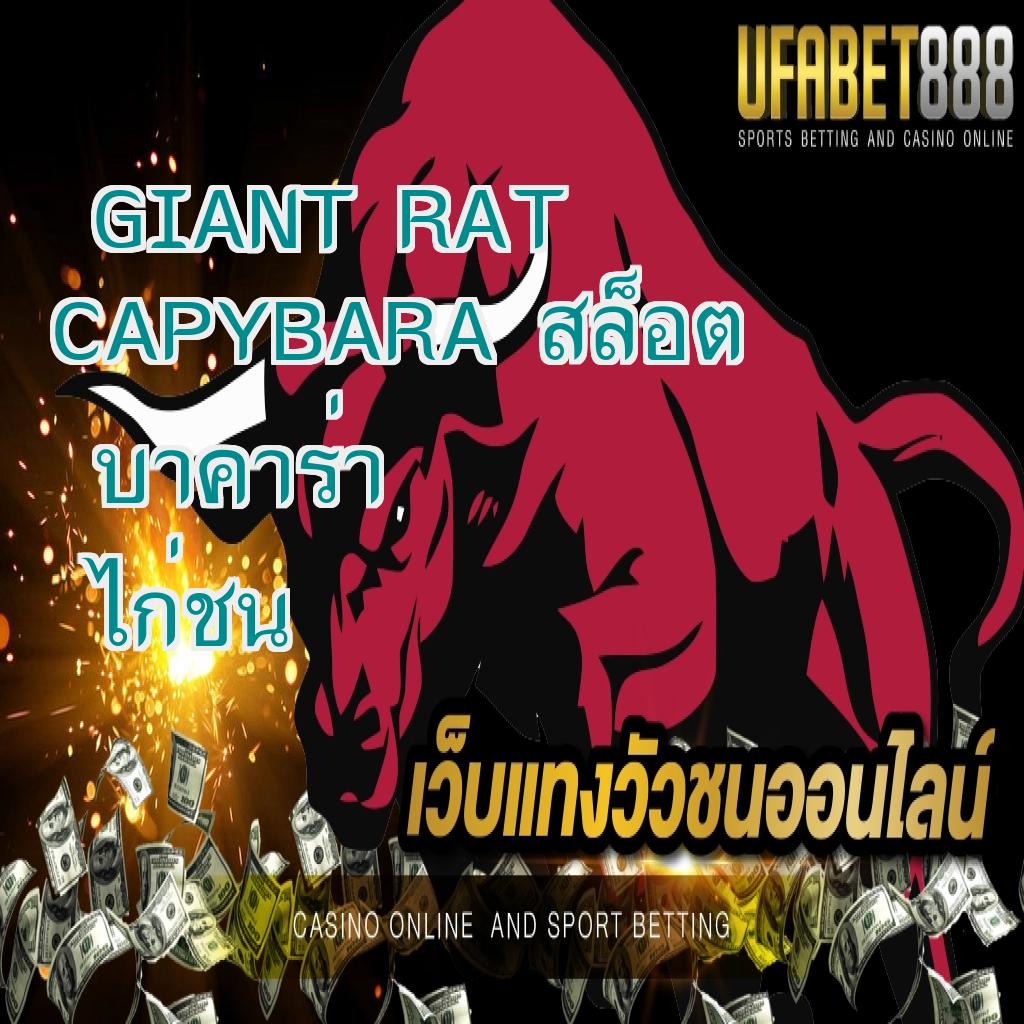 UFABET888
SPORTS BETTING AND CASINO ONLINE
GIANT RAT
CAPYBARA สล็อต
บาคาร่า
ไก่ชน
เว็บแทงวัวชนออนไลน์
CASINO ONLINE AND SPORT BETTING